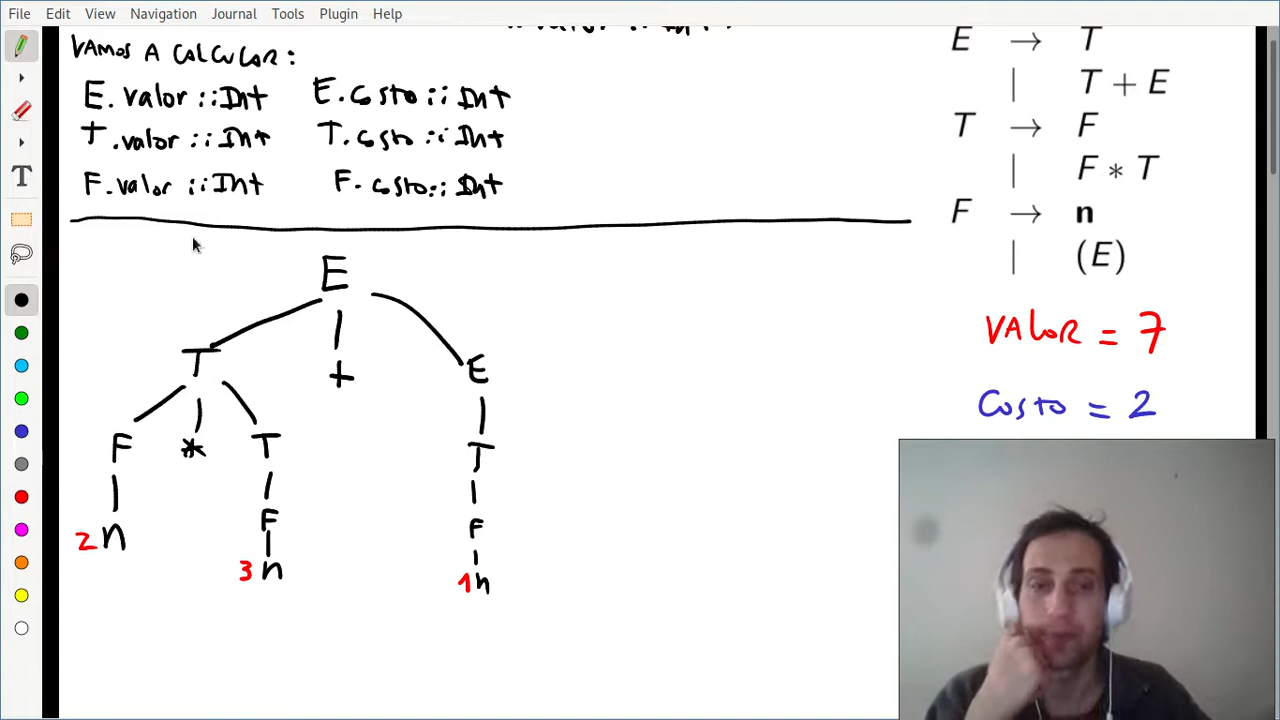 File Edit View Navigation Journal Tools Plugin Help
VAMOS A CALCULAR:
E.valor ::Int E.costo::Int
T.valor ::Int T.costo::Int
F.valor ::Int F.costo::Int
E → T
| T + E
T → F
| F * T
F → n
| (E)
VALOR = 7
Costo = 2
T
E
T + E
F * T T
n F F
2 n 3 n 1 n